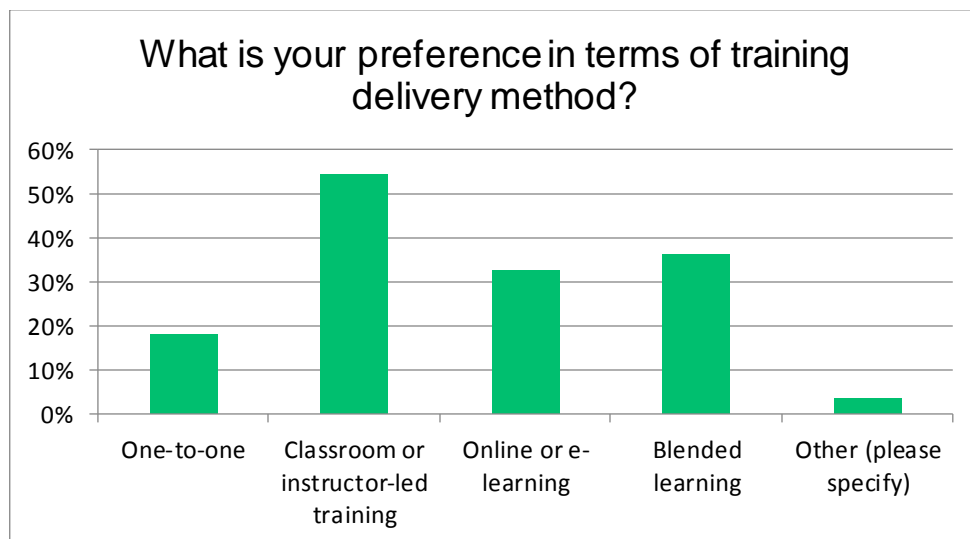 What is your preference in terms of training
delivery method?
60%
50%
40%
30%
20%
10%
0%
One-to-one
Classroom or
instructor-led
training
Online or e-
learning
Blended
learning
Other (please
specify)